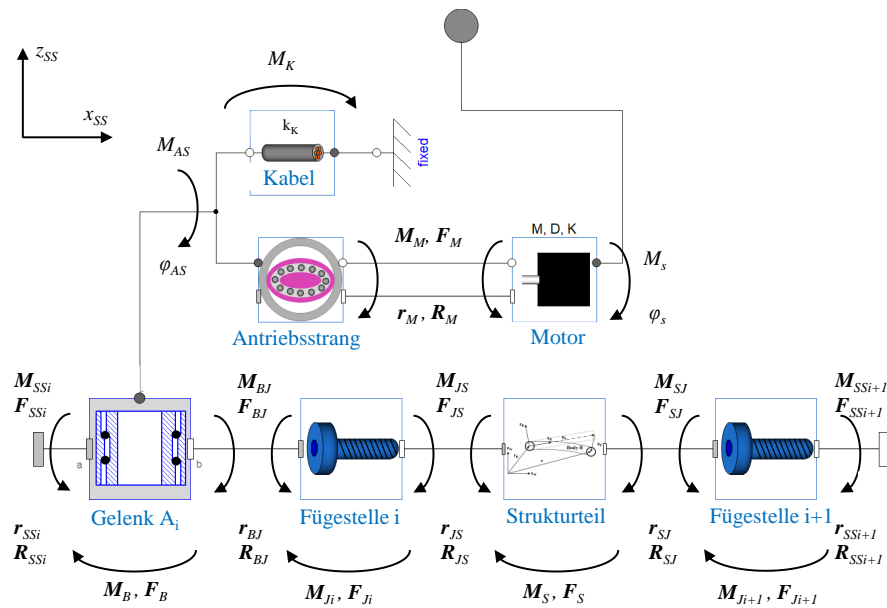 z_SS
x_SS
M_K
k_K
Kabel
fixed
M_AS
φ_AS
M_M, F_M
r_M, R_M
Antriebsstrang
M, D, K
Motor
M_s
φ_s
M_SSi
F_SSi
M_BJ
F_BJ
M_JS
F_JS
M_SJ
F_SJ
M_SSi+1
F_SSi+1
a
b
Gelenk A_i
Fügestelle i
Strukturteil
Fügestelle i+1
r_SSi
R_SSi
r_BJ
R_BJ
r_JS
R_JS
r_SJ
R_SJ
r_SSi+1
R_SSi+1
M_B, F_B
M_Ji, F_Ji
M_S, F_S
M_Ji+1, F_Ji+1